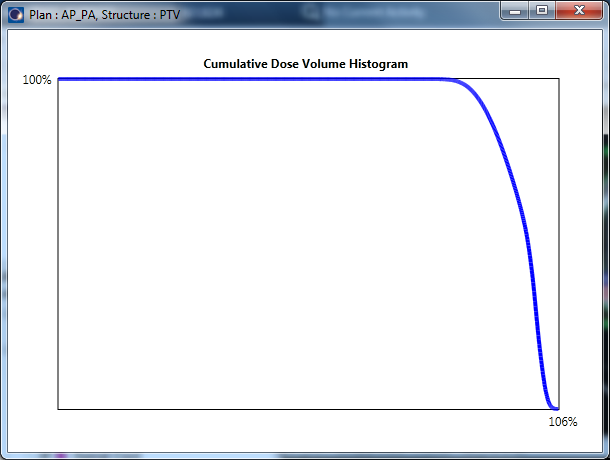 Plan : AP_PA, Structure : PTV
Cumulative Dose Volume Histogram
100%
106%